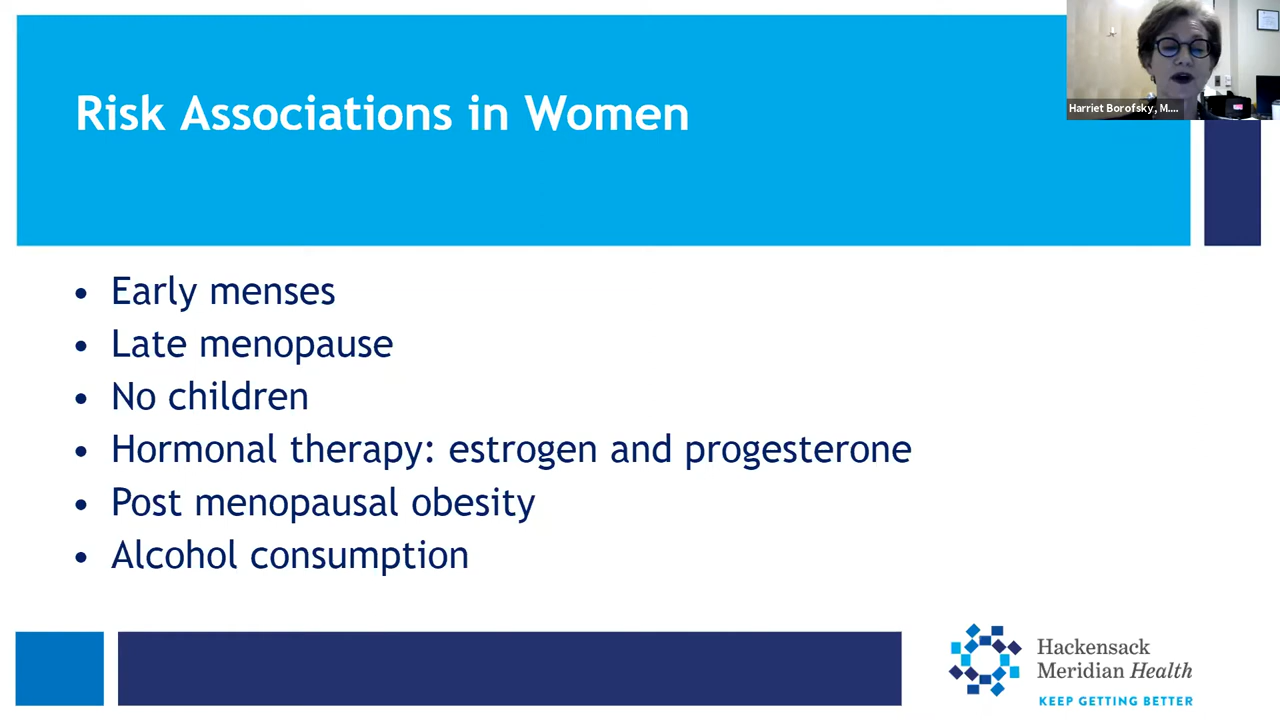 Risk Associations in Women
Harriet Borofsky, M....
• Early menses
• Late menopause
• No children
• Hormonal therapy: estrogen and progesterone
• Post menopausal obesity
• Alcohol consumption
Hackensack
Meridian Health
KEEP GETTING BETTER